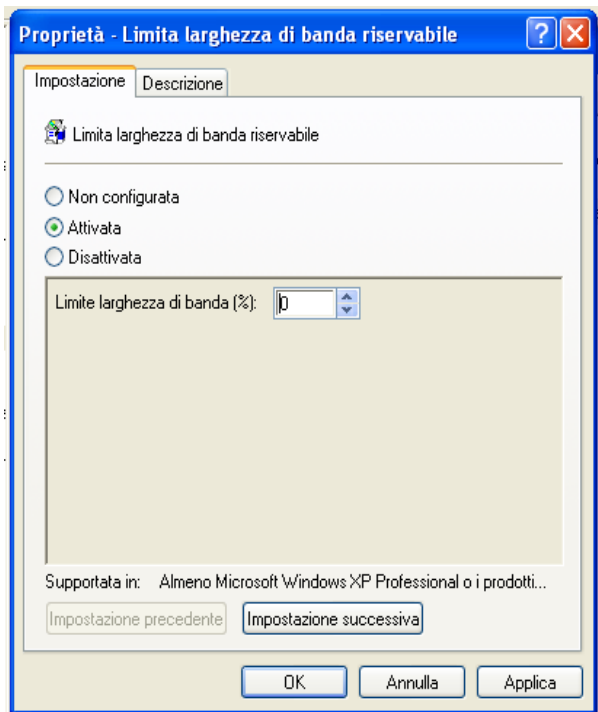 Proprietà - Limita larghezza di banda riservabile
?
Impostazione Descrizione
Limita larghezza di banda riservabile
Non configurata
Attivata
Disattivata
Limite larghezza di banda (%): 0
Supportata in: Almeno Microsoft Windows XP Professional o i prodotti...
Impostazione precedente Impostazione successiva
OK Annulla Applica